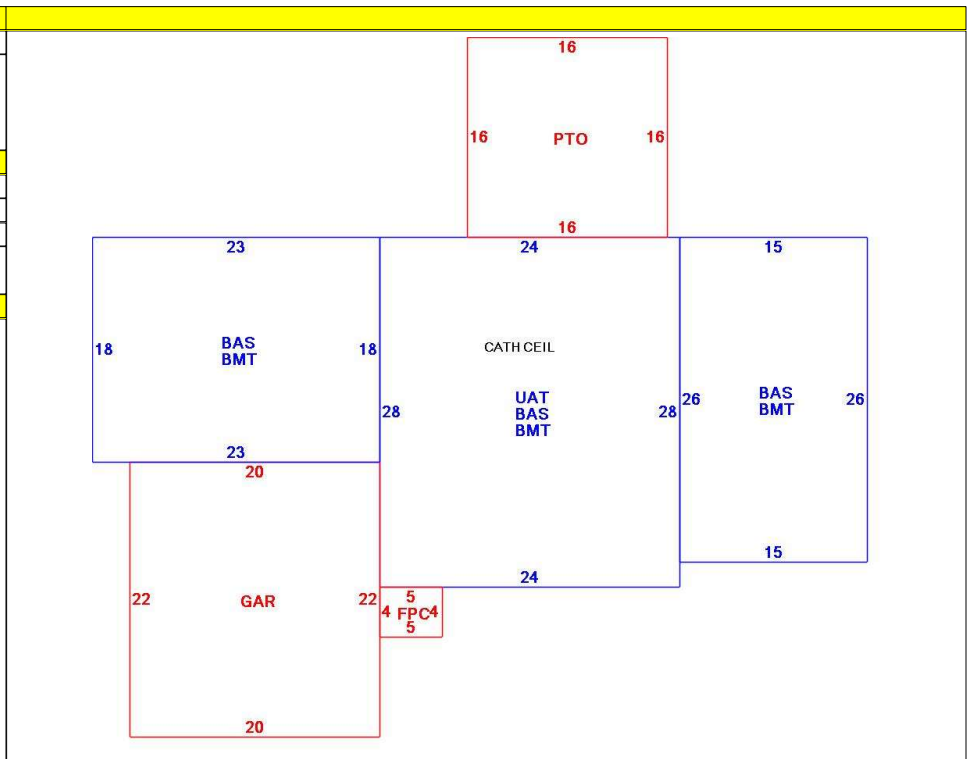 16
16 PTO 16
16
23 24 15
CATH CEIL
18 BAS 18
BMT
28 UAT 28
BAS
BMT
26 BAS 26
BMT
23
20
15
24
22 GAR 22
5
4 FPC 4
5
20